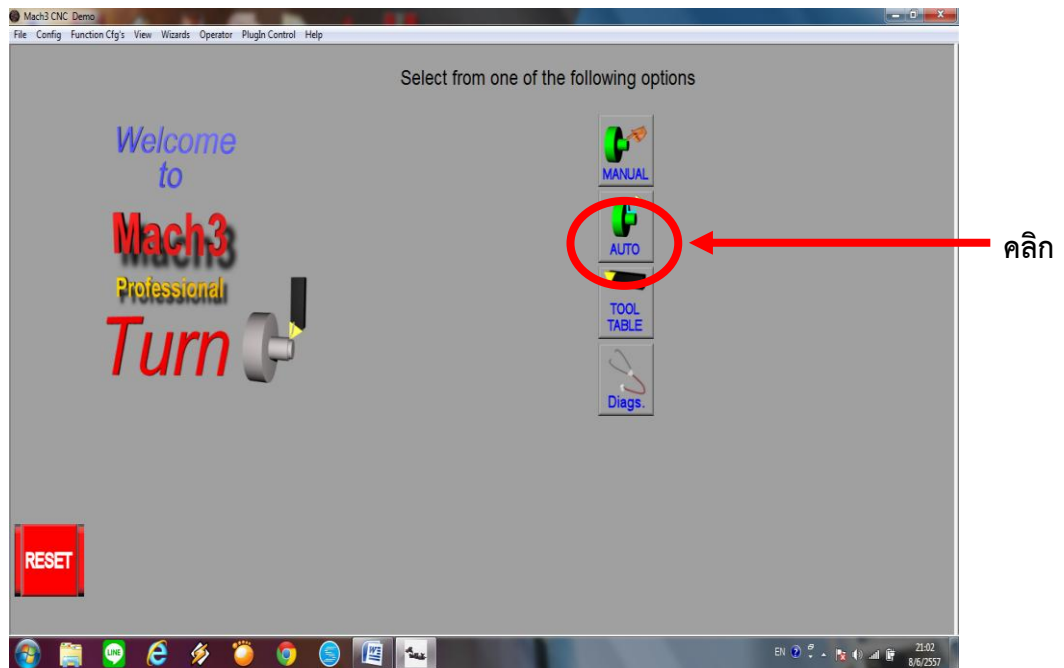 Mach3 CNC Demo
File Config Function Cfg's View Wizards Operator PlugIn Control Help
Select from one of the following options
Welcome
to
Mach3
Professional
Turn
MANUAL
AUTO
TOOL
TABLE
Diags.
คลิก
RESET
LINE
EN
21:02
8/6/2557